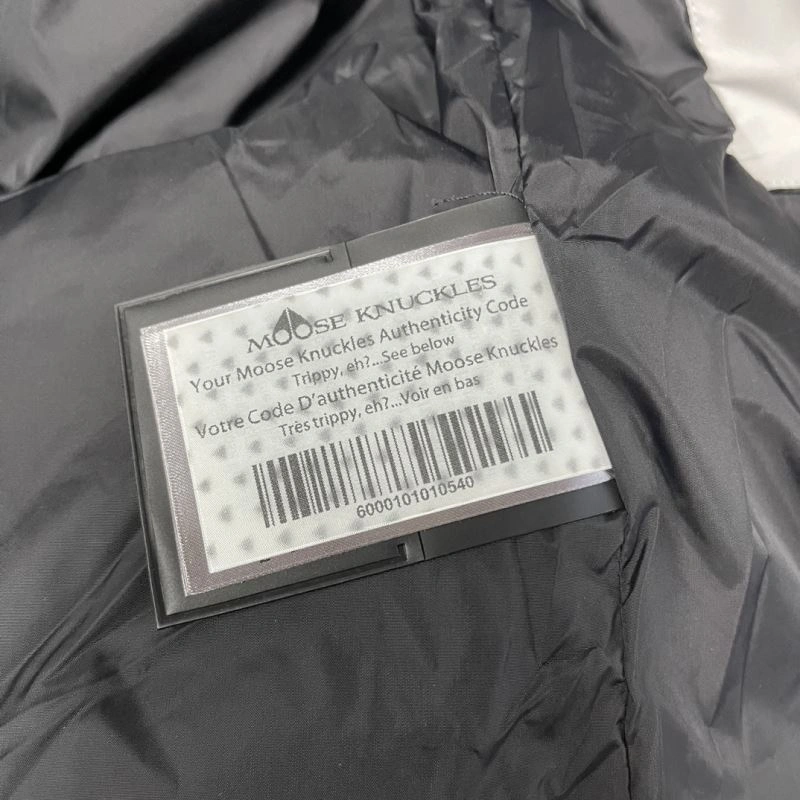 MOOSE KNUCKLES
Your Moose Knuckles Authenticity Code
Trippy, eh?...See below
Votre Code D'authenticité Moose Knuckles
Très trippy, eh?...Voir en bas
6000101010540